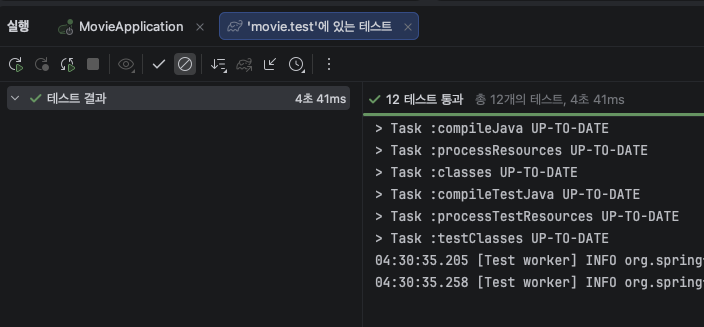 실행 MovieApplication 'movie.test'에 있는 테스트
테스트 결과 4초 41ms
12 테스트 통과 총 12개의 테스트, 4초 41ms
> Task :compileJava UP-TO-DATE
> Task :processResources UP-TO-DATE
> Task :classes UP-TO-DATE
> Task :compileTestJava UP-TO-DATE
> Task :processTestResources UP-TO-DATE
> Task :testClasses UP-TO-DATE
04:30:35.205 [Test worker] INFO org.spring
04:30:35.258 [Test worker] INFO org.spring